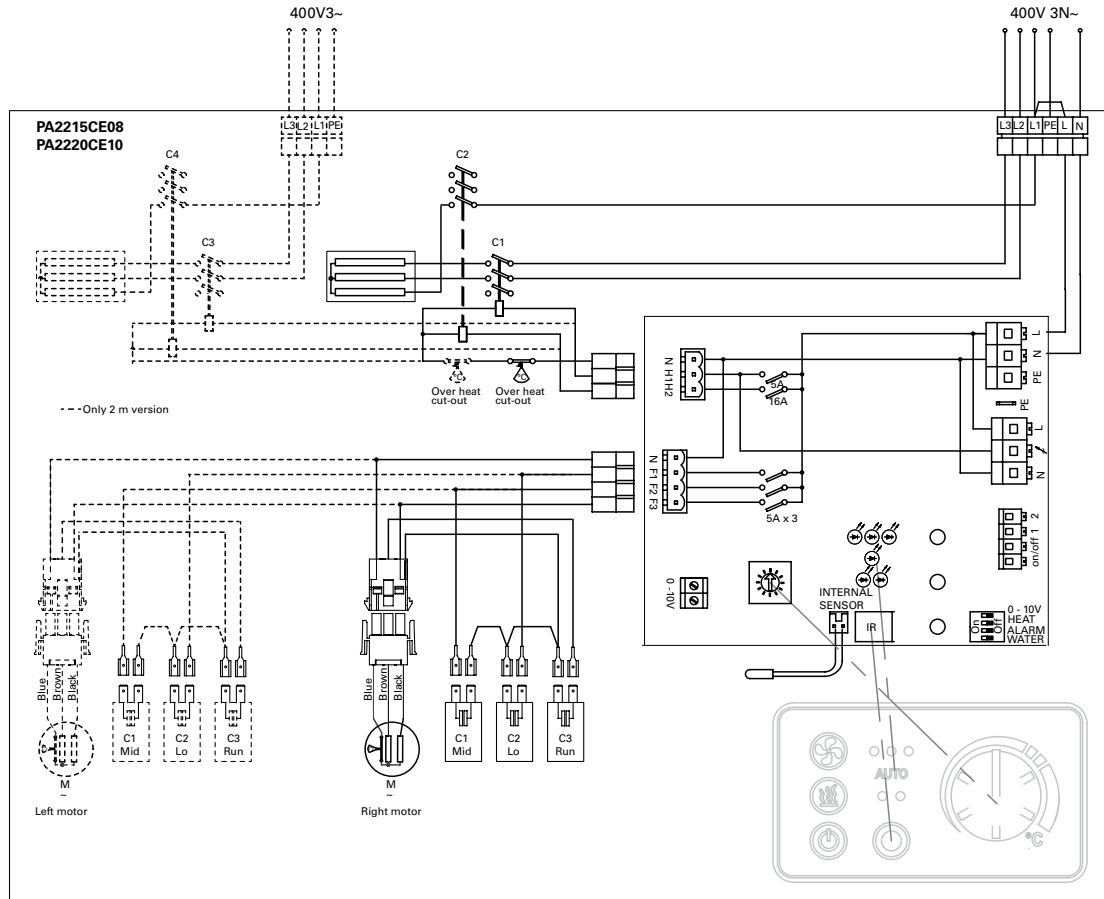 400V3~
400V 3N~
PA2215CE08
PA2220CE10
L3 L2 L1 PE
L3 L2 L1 PE L N
C4
C2
C3
C1
°C
°C
Over heat
cut-out
Over heat
cut-out
--- Only 2 m version
N H1 H2
5A
16A
L
N
PE
PE
L
N
N F1 F2 F3
5A x 3
on/off 1 2
0 -10V
INTERNAL
SENSOR
IR
On
Off
0 - 10V
HEAT
ALARM
WATER
Blue
Brown
Black
C1
Mid
C2
Lo
C3
Run
M
~
Left motor
Blue
Brown
Black
C1
Mid
C2
Lo
C3
Run
M
~
Right motor
AUTO
°C